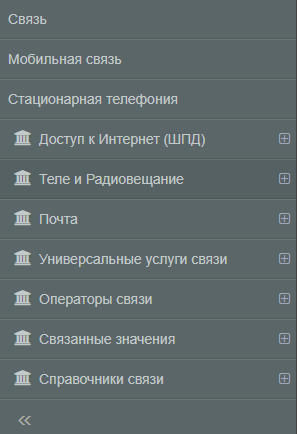 Связь
Мобильная связь
Стационарная телефония
Доступ к Интернет (ШПД)
Теле и Радиовещание
Почта
Универсальные услуги связи
Операторы связи
Связанные значения
Справочники связи
«